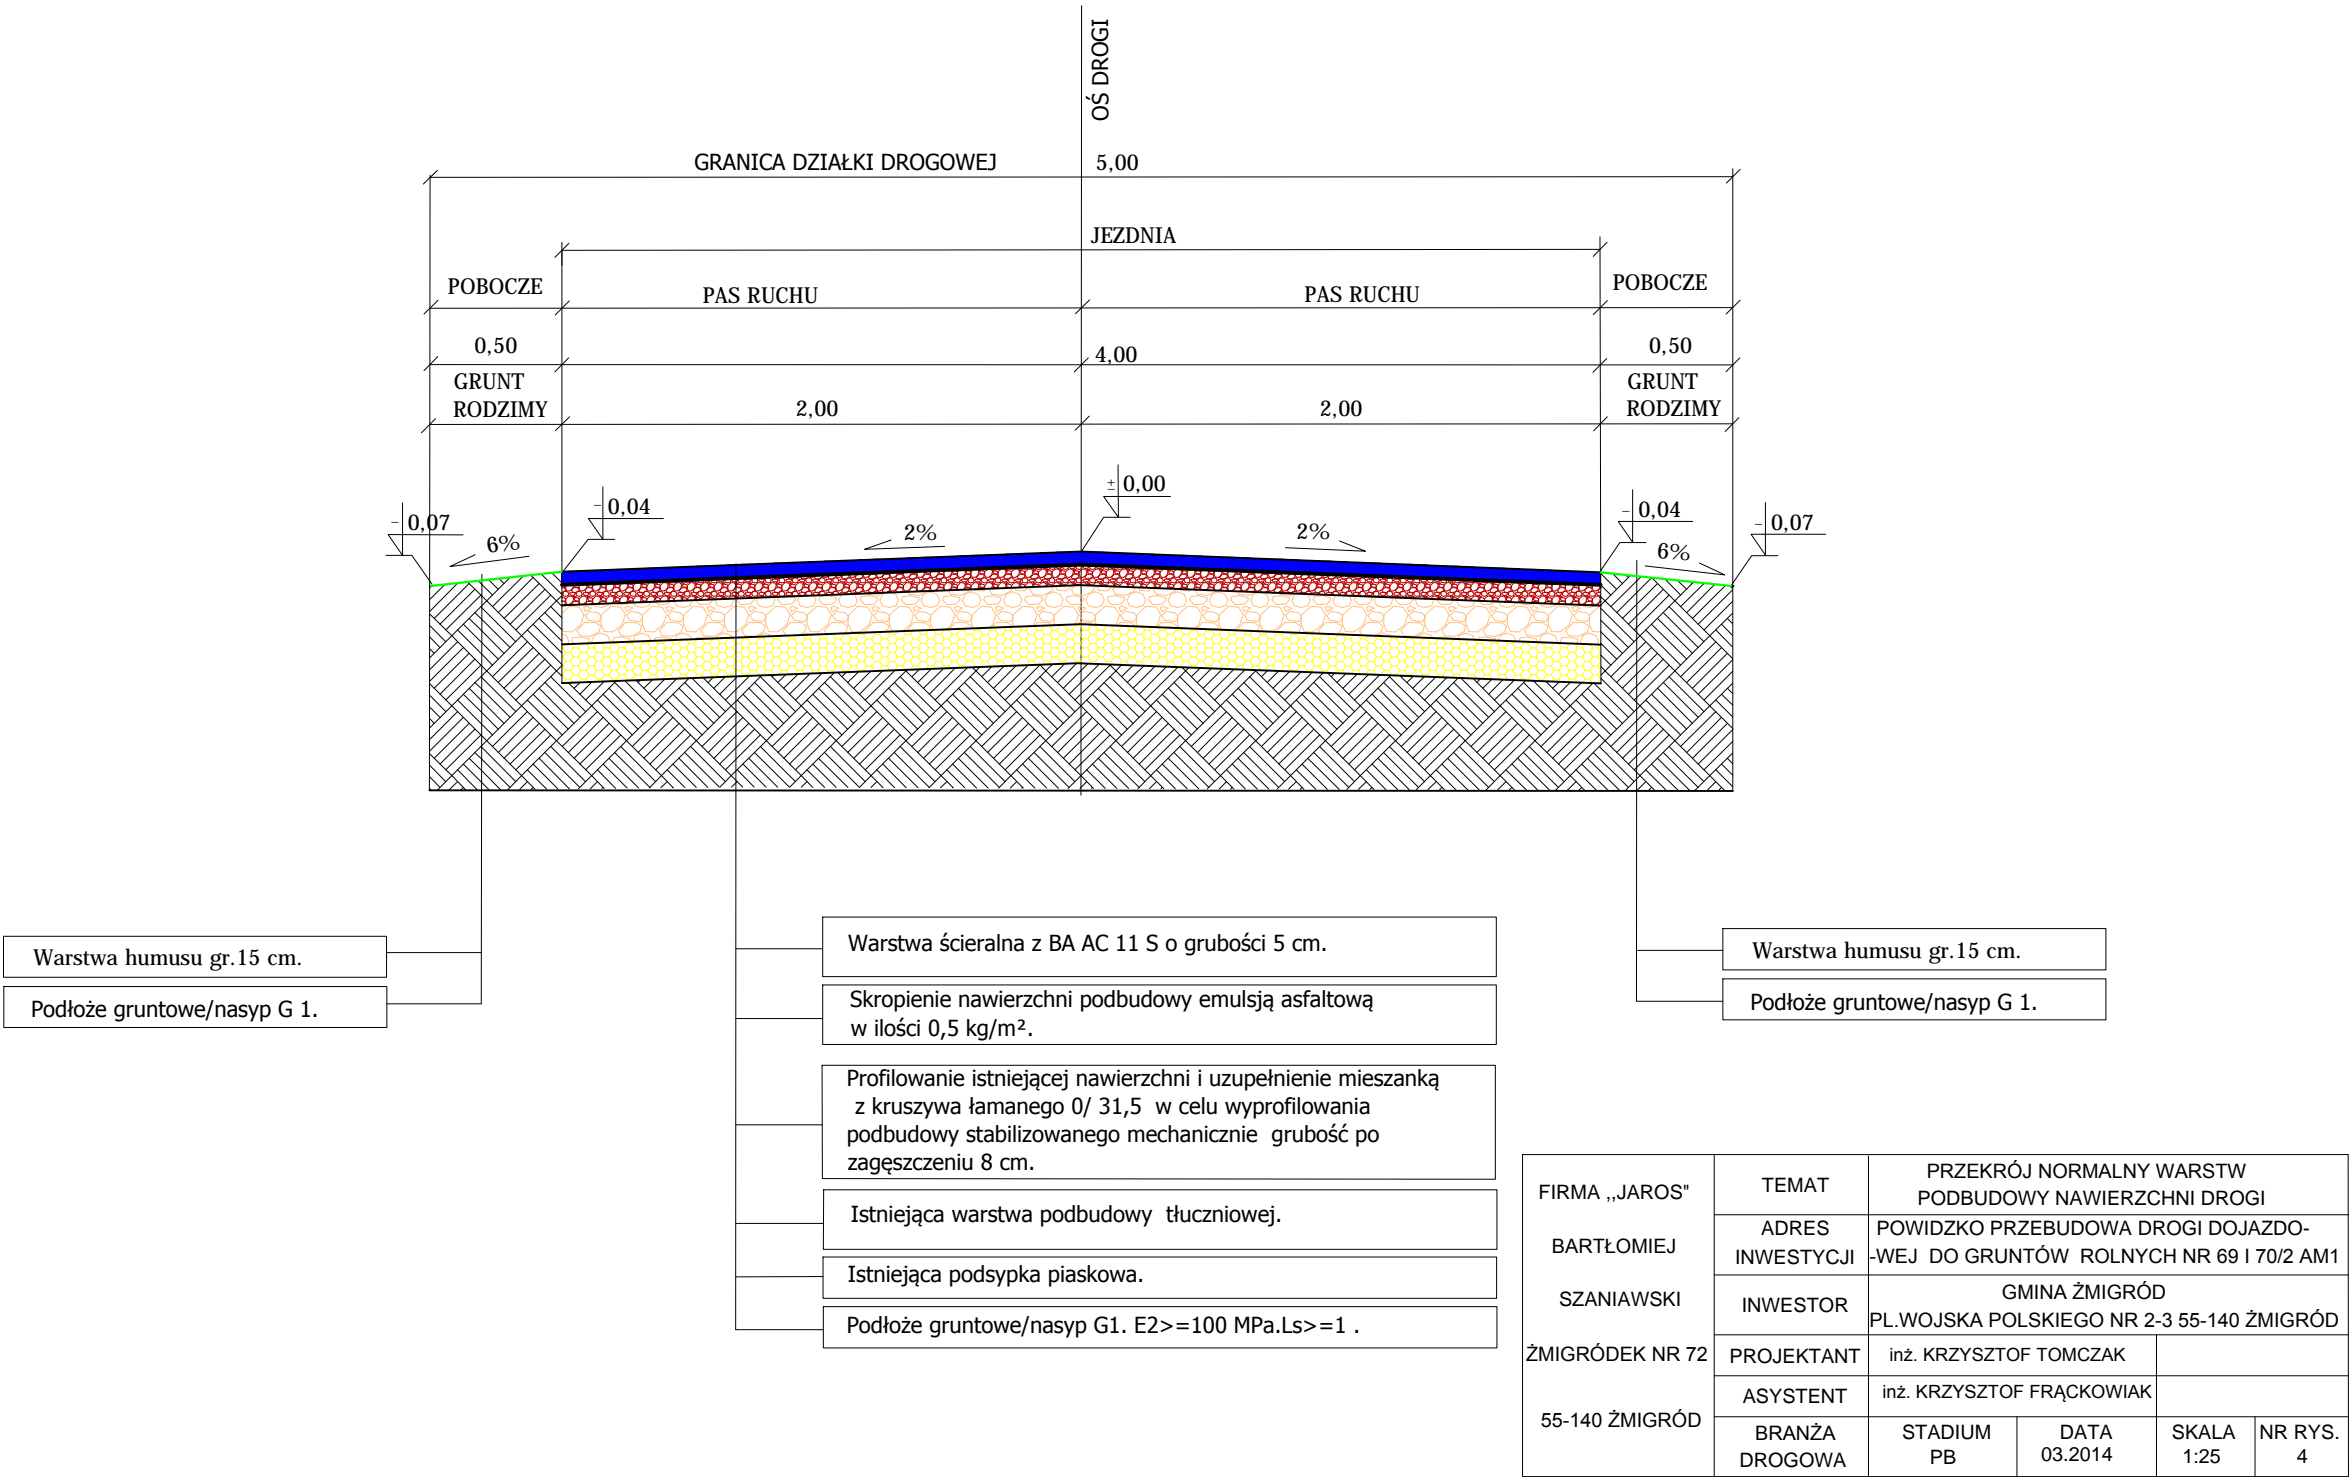 OŚ DROGI
GRANICA DZIAŁKI DROGOWEJ 5,00
JEZDNIA
POBOCZE PAS RUCHU PAS RUCHU POBOCZE
0,50 4,00 0,50
GRUNT GRUNT
RODZIMY 2,00 2,00 RODZIMY
- 0,07 - 0,04 ± 0,00 - 0,04 - 0,07
6% 2% 2% 6%
Warstwa humusu gr.15 cm.
Podłoże gruntowe/nasyp G 1.
Warstwa ścieralna z BA AC 11 S o grubości 5 cm.
Skropienie nawierzchni podbudowy emulsją asfaltową
w ilości 0,5 kg/m².
Profilowanie istniejącej nawierzchni i uzupełnienie mieszanką
z kruszywa łamanego 0/ 31,5 w celu wyprofilowania
podbudowy stabilizowanego mechanicznie grubość po
zagęszczeniu 8 cm.
Istniejąca warstwa podbudowy tłuczniowej.
Istniejąca podsypka piaskowa.
Podłoże gruntowe/nasyp G1. E2>=100 MPa.Ls>=1 .
Warstwa humusu gr.15 cm.
Podłoże gruntowe/nasyp G 1.
FIRMA ,,JAROS"
BARTŁOMIEJ
SZANIAWSKI
ŻMIGRÓDEK NR 72
55-140 ŻMIGRÓD
TEMAT
PRZEKRÓJ NORMALNY WARSTW
PODBUDOWY NAWIERZCHNI DROGI
ADRES
INWESTYCJI
POWIDZKO PRZEBUDOWA DROGI DOJAZDO-
-WEJ DO GRUNTÓW ROLNYCH NR 69 I 70/2 AM1
INWESTOR
GMINA ŻMIGRÓD
PL.WOJSKA POLSKIEGO NR 2-3 55-140 ŻMIGRÓD
PROJEKTANT inż. KRZYSZTOF TOMCZAK
ASYSTENT inż. KRZYSZTOF FRĄCKOWIAK
BRANŻA
DROGOWA
STADIUM
PB
DATA
03.2014
SKALA
1:25
NR RYS.
4